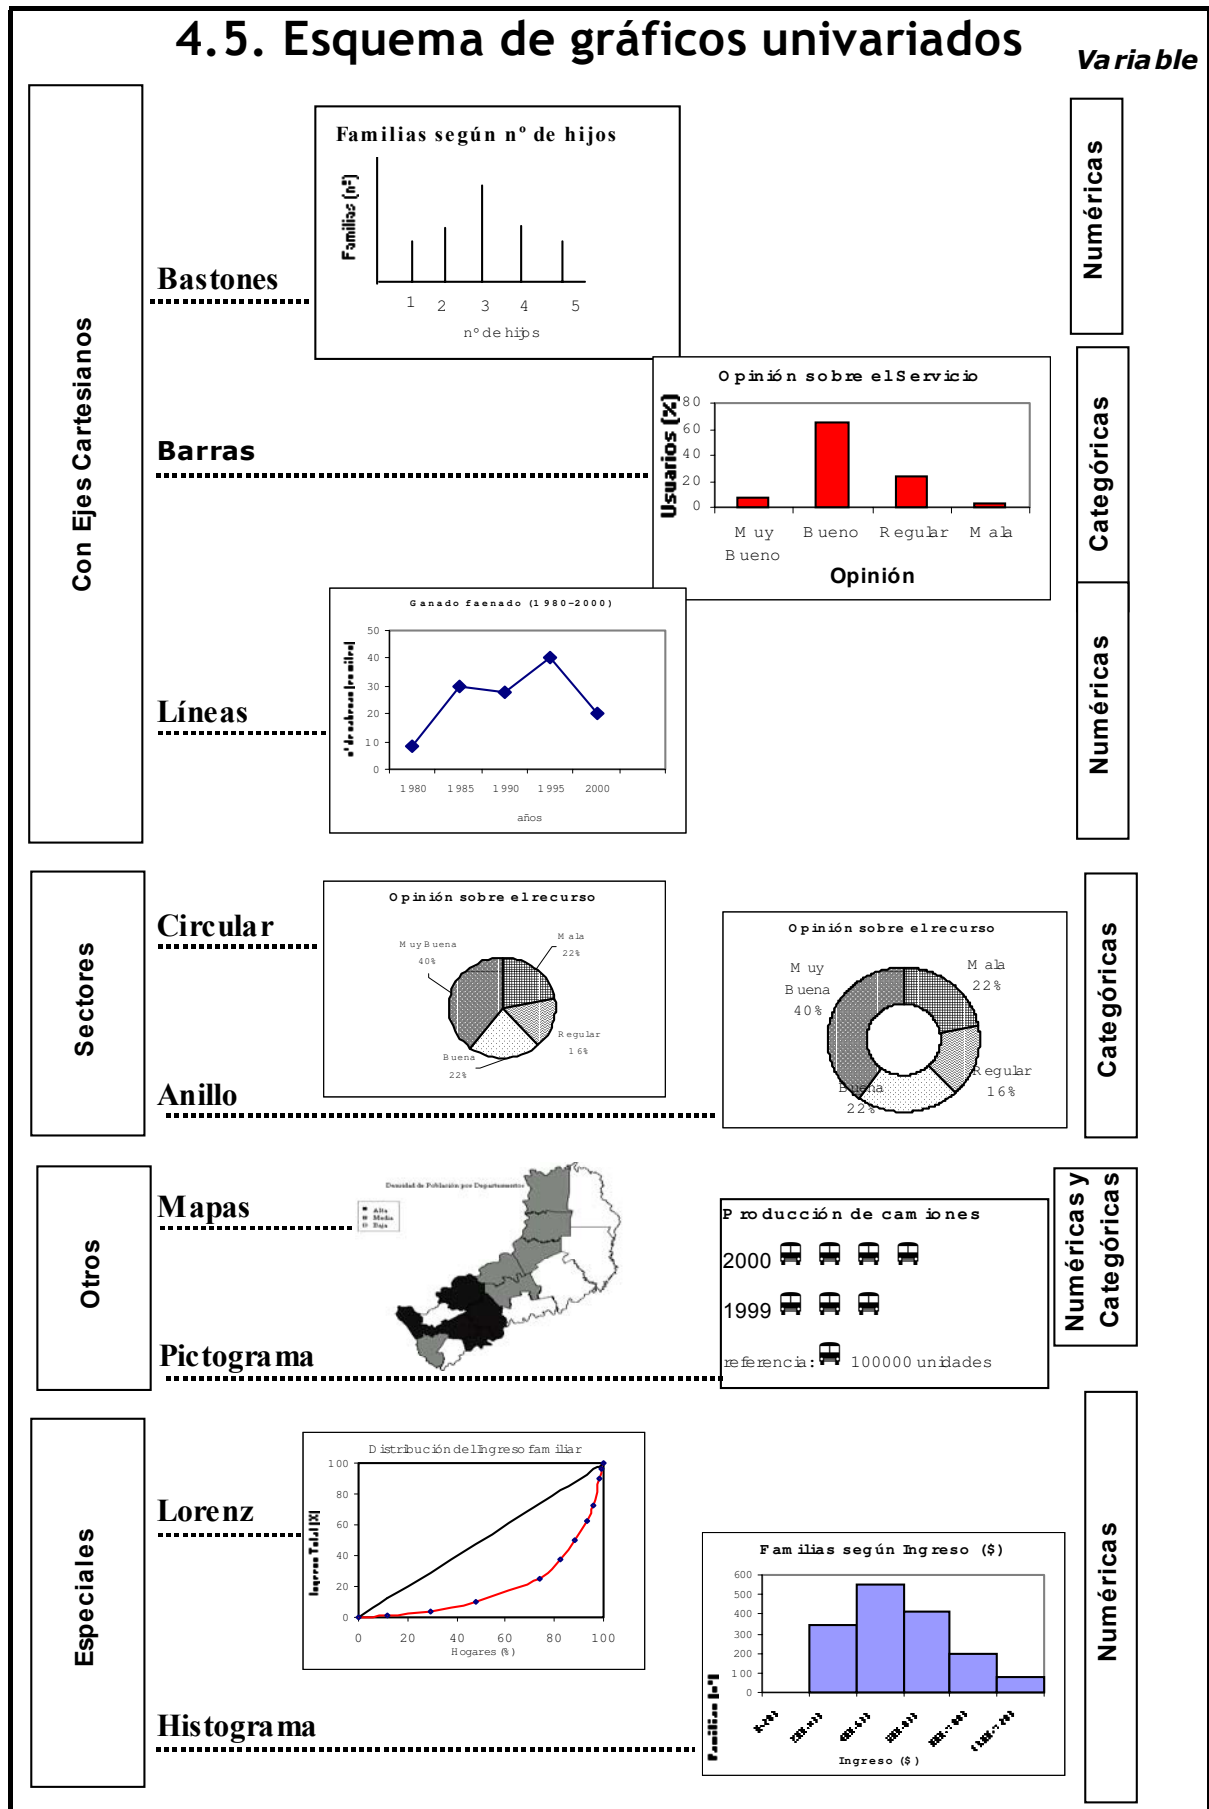 4.5. Esquema de gráficos univariados
Variable
Con Ejes Cartesianos
Bastones
Familias según nº de hijos
Familias (nº)
1 2 3 4 5
nº de hijos
Numéricas
Barras
Opinión sobre el Servicio
Usuarios (%)
80
60
40
20
0
Muy Bueno Regular Mala
Bueno
Opinión
Categóricas
Líneas
Ganado faenado (1980-2000)
50
40
30
20
10
0
1980 1985 1990 1995 2000
años
Numéricas
Sectores
Circular
Opinión sobre el recurso
Muy Buena
40%
Mala
22%
Regular
16%
Buena
22%
Anillo
Opinión sobre el recurso
Muy
Buena
40%
Mala
22%
Regular
16%
Buena
22%
Categóricas
Otros
Mapas
Densidad de Población por Departamentos
Alta
Media
Baja
Pictograma
Producción de camiones
2000
1999
referencia: 100000 unidades
Numéricas y
Categóricas
Especiales
Lorenz
Distribución del Ingreso familiar
Ingreso Total (%)
100
80
60
40
20
0
0 20 40 60 80 100
Hogares (%)
Histograma
Familias según Ingreso ($)
Familias (nº)
600
500
400
300
200
100
0
Ingreso ($)
Numéricas